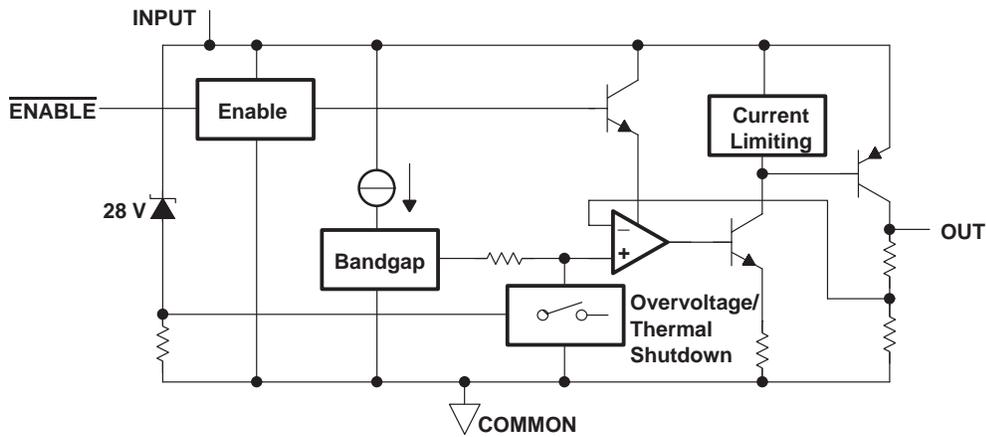 INPUT
ENABLE
Enable
Current
Limiting
28 V
OUT
Bandgap
−
+
Overvoltage/
Thermal
Shutdown
COMMON